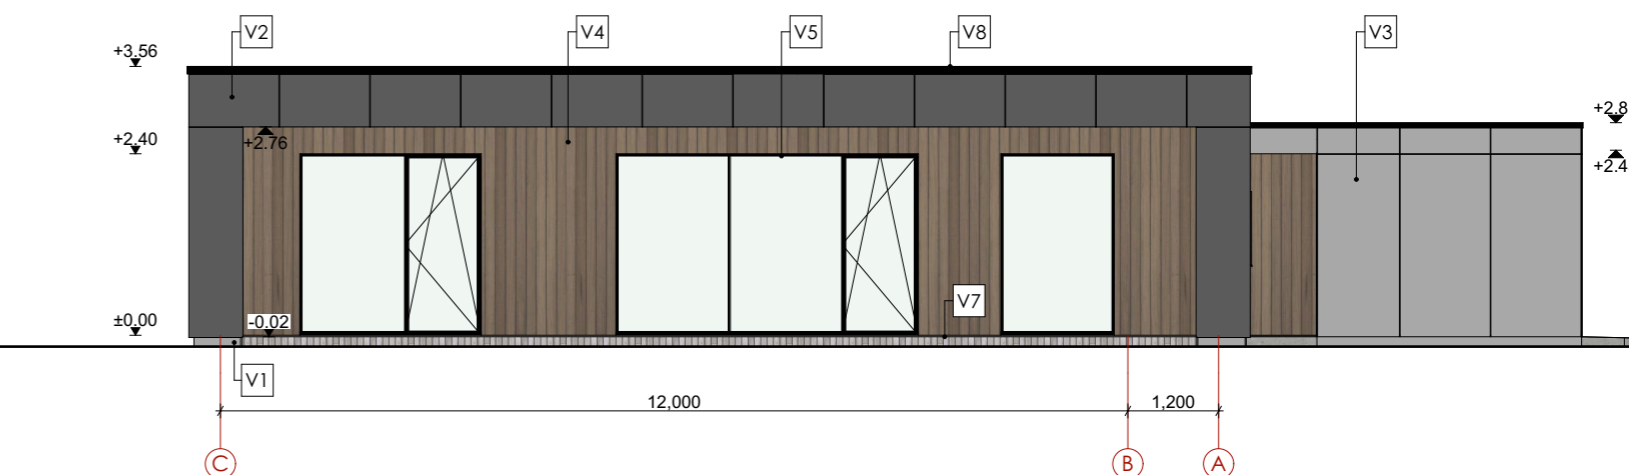 V2
V4
V5
V8
V3
+3.56
+2.8
+2.40
+2.76
+2.4
±0.00
-0.02
V7
V1
12,000
1,200
C
B
A